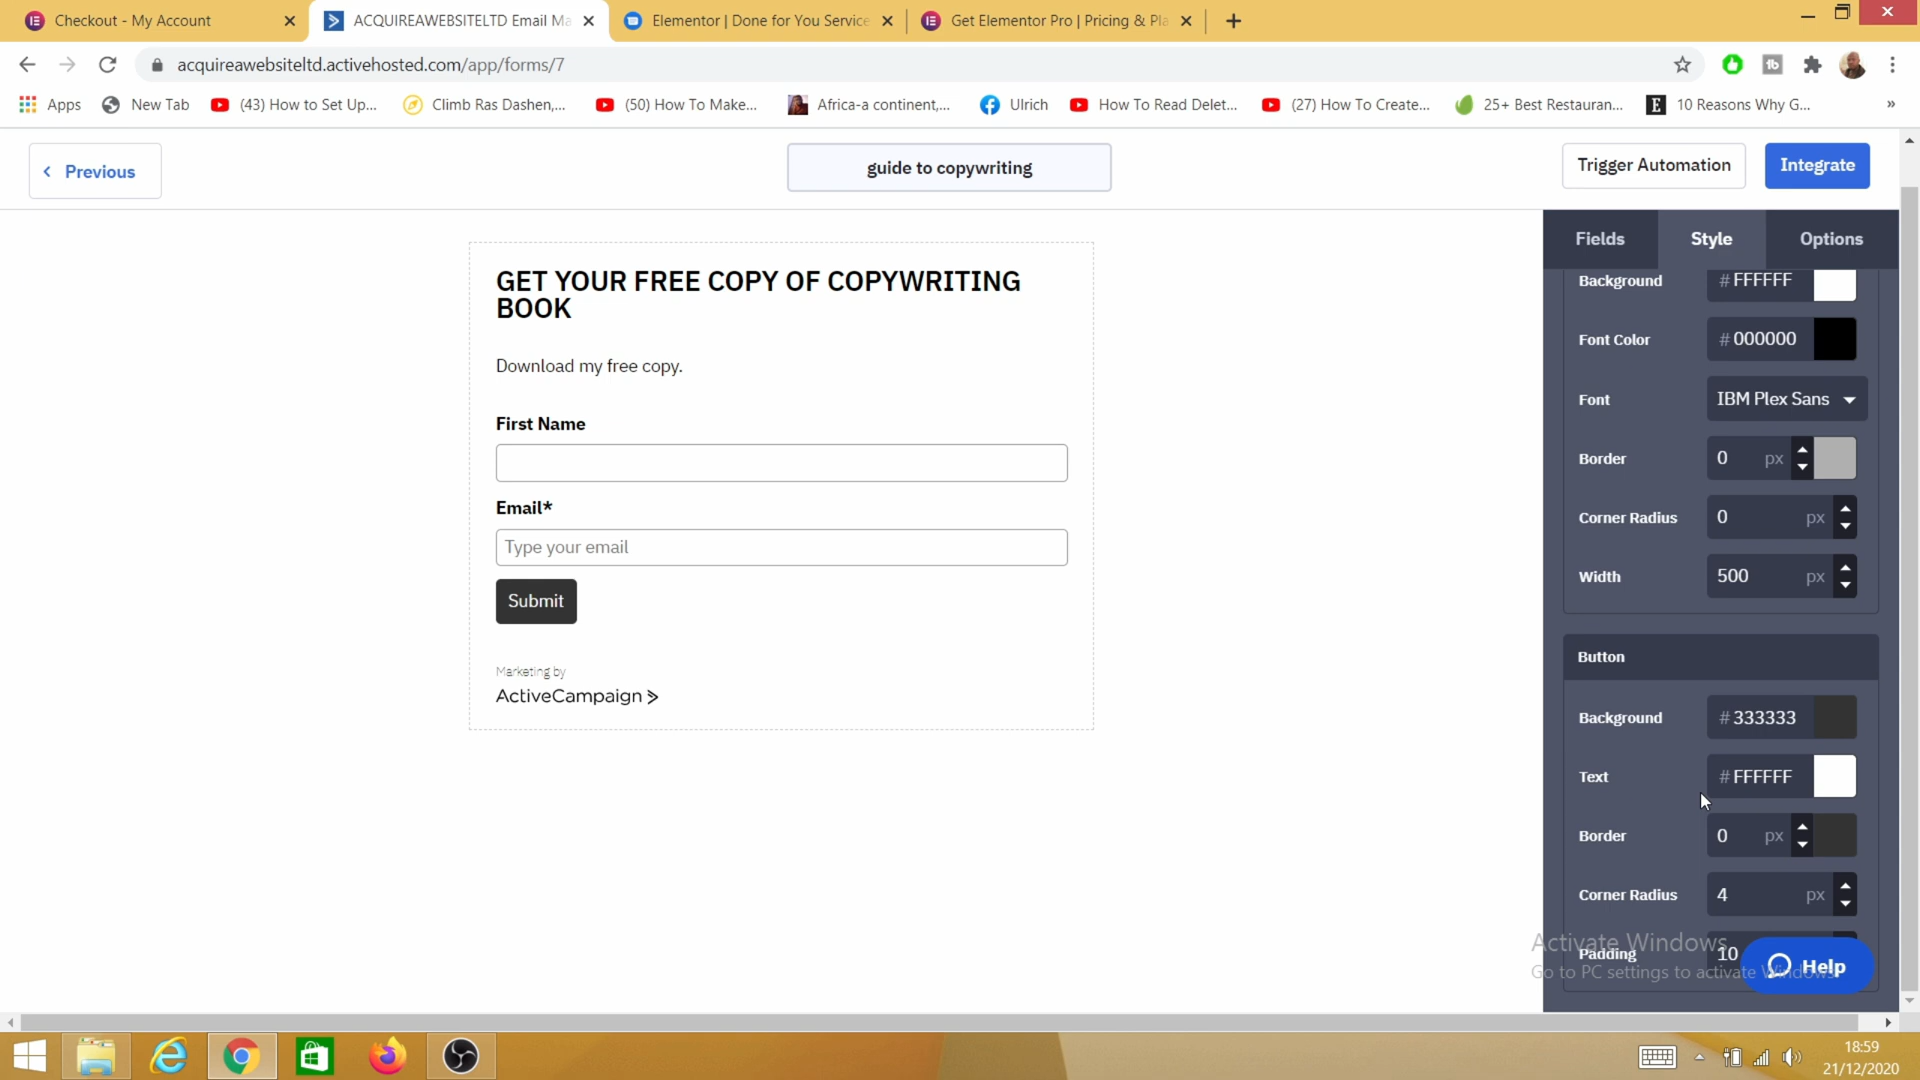 Checkout - My Account
ACQUIREAWEBSITELTD Email Ma
Elementor | Done for You Service
Get Elementor Pro | Pricing & Pla
acquireawebsiteltd.activehosted.com/app/forms/7
Apps
New Tab
(43) How to Set Up...
Climb Ras Dashen,...
(50) How To Make...
Africa-a continent,...
Ulrich
How To Read Delet...
(27) How To Create...
25+ Best Restauran...
10 Reasons Why G...
»
Previous
guide to copywriting
Trigger Automation
Integrate
Fields
Style
Options
GET YOUR FREE COPY OF COPYWRITING
BOOK
Download my free copy.
First Name
Email*
Type your email
Submit
Marketing by
ActiveCampaign >
Background
# FFFFFF
Font Color
# 000000
Font
IBM Plex Sans
Border
0 px
Corner Radius
0 px
Width
500 px
Button
Background
# 333333
Text
# FFFFFF
Border
0 px
Corner Radius
4 px
Padding
10
Help
Activate Windows
Go to PC settings to activate Windows.
18:59
21/12/2020